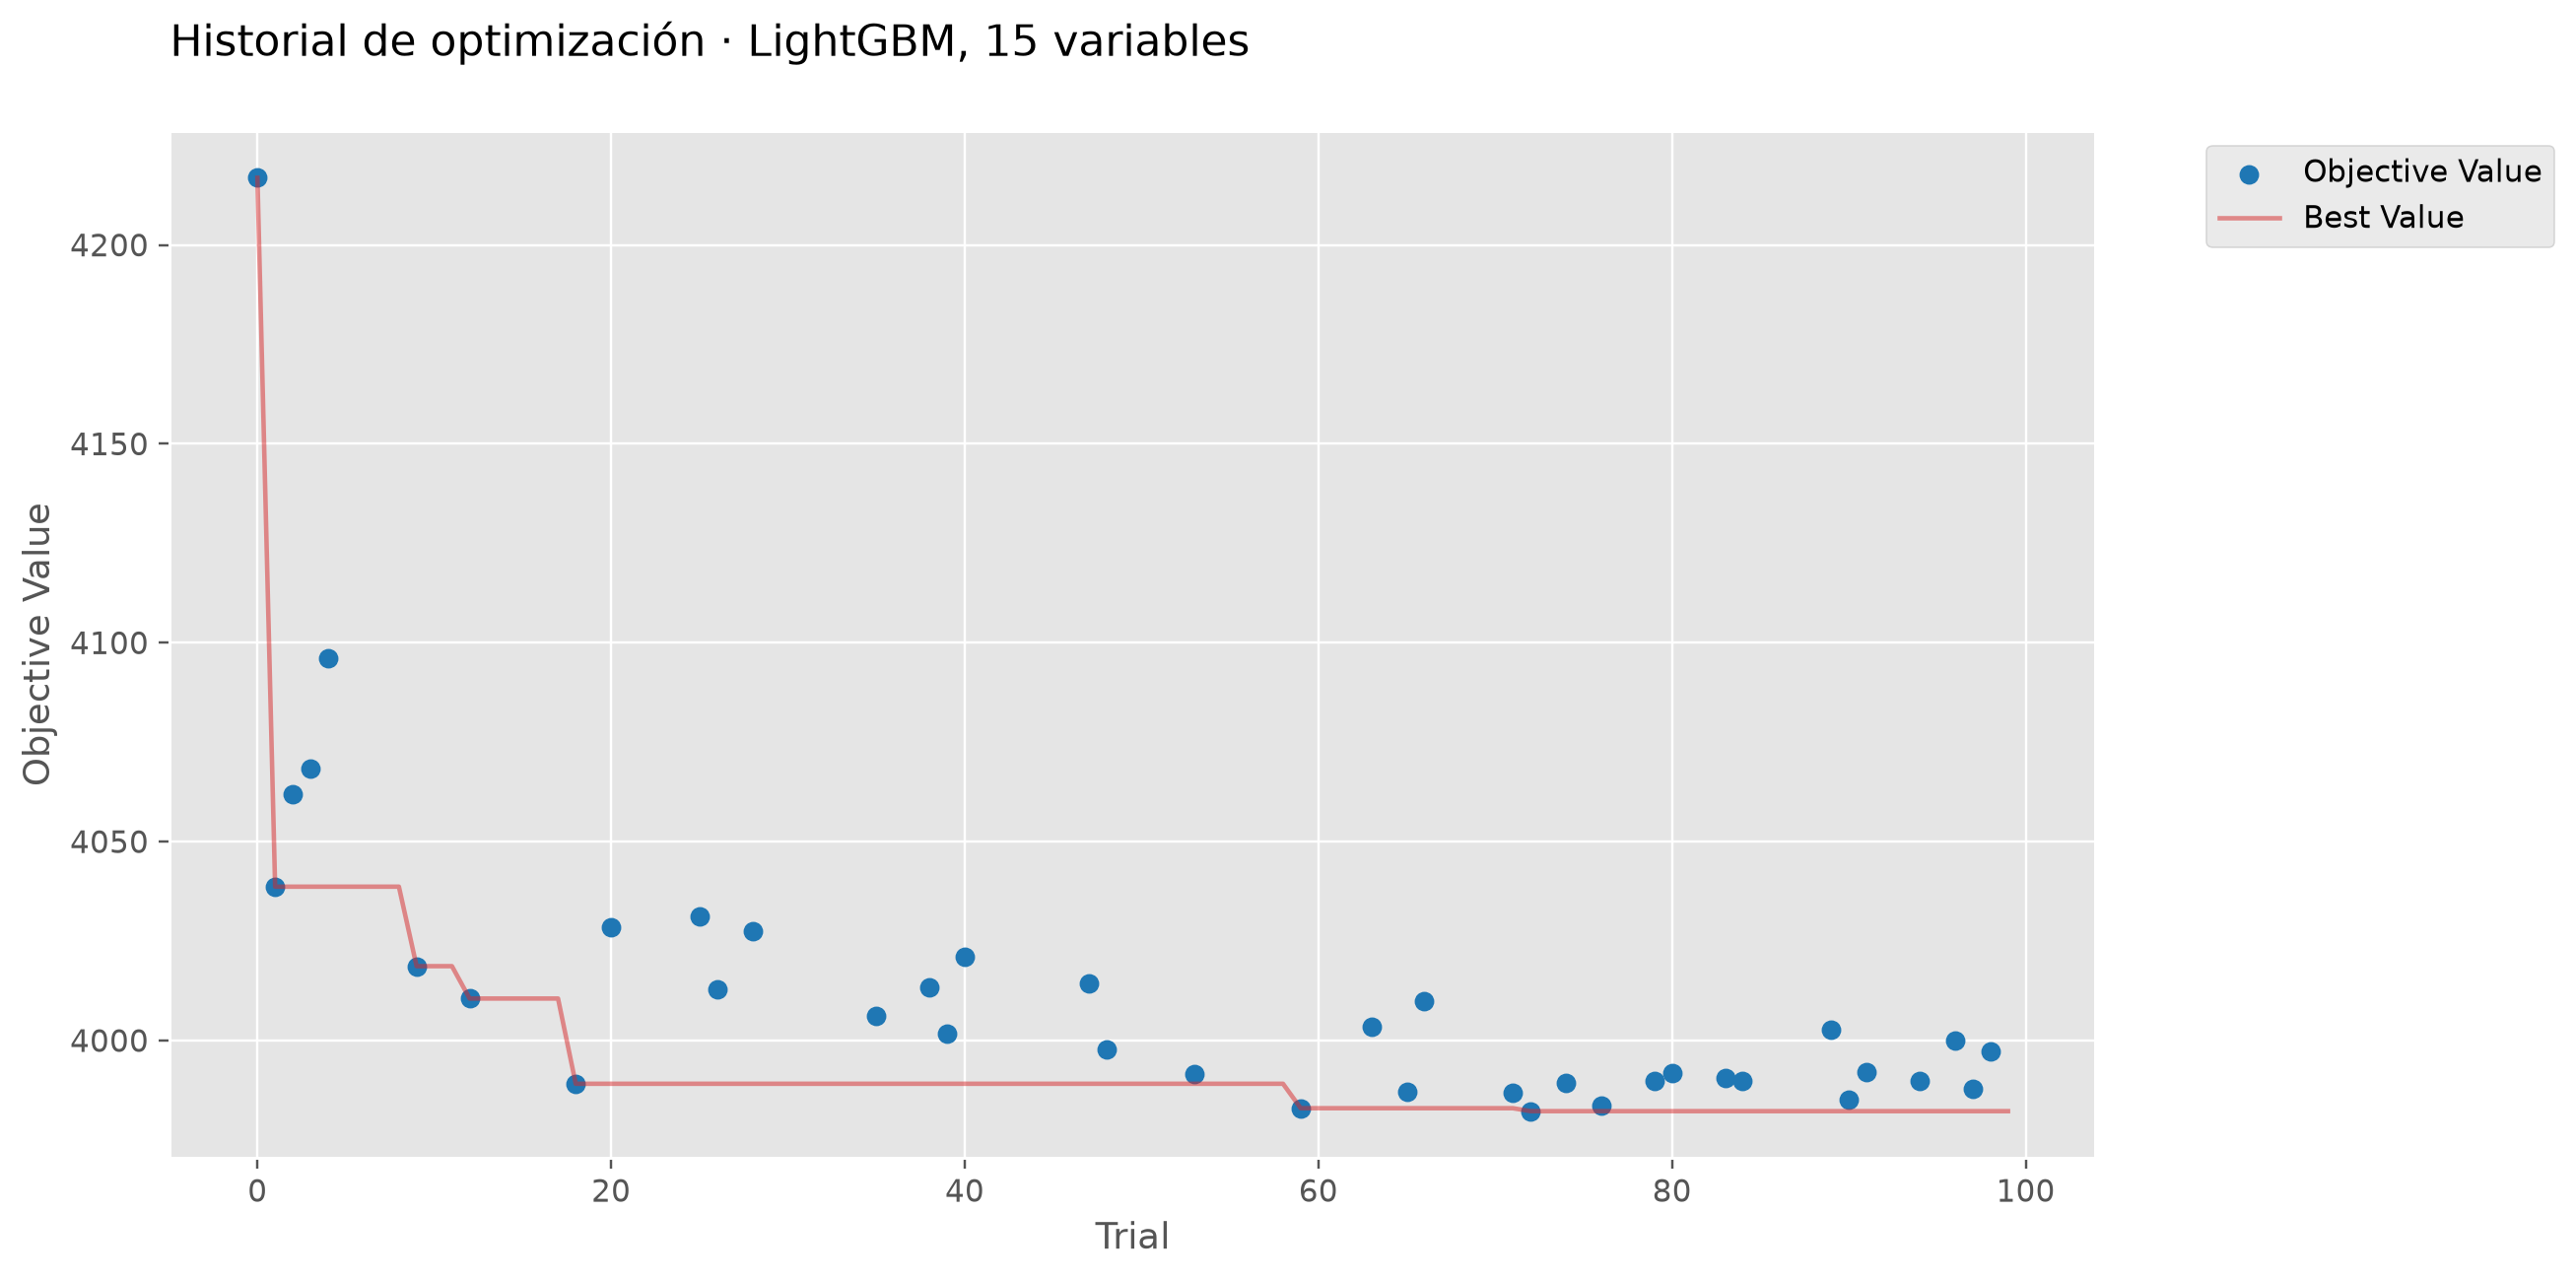 Historial de optimización · LightGBM, 15 variables
Objective Value
Best Value
4200
4150
4100
4050
4000
Objective Value
0 20 40 60 80 100
Trial